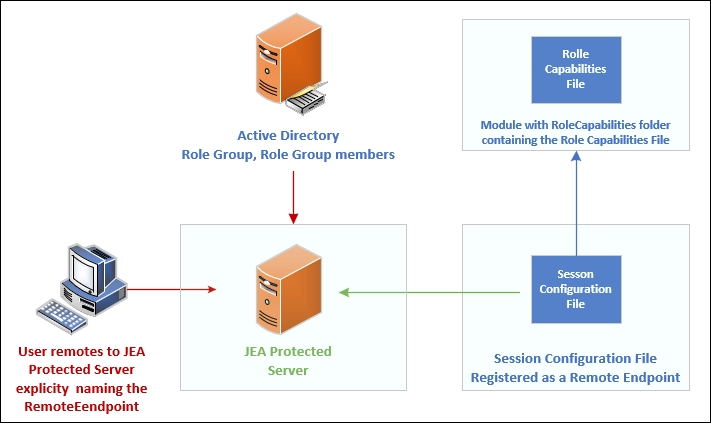 Active Directory
Role Group, Role Group members
Rolle
Capabilities
File
Module with RoleCapabilities folder
containing the Role Capabilities File
User remotes to JEA
Protected Server
explicity naming the
RemoteEendpoint
JEA Protected
Server
Sesson
Configuration
File
Session Configuration File
Registered as a Remote Endpoint